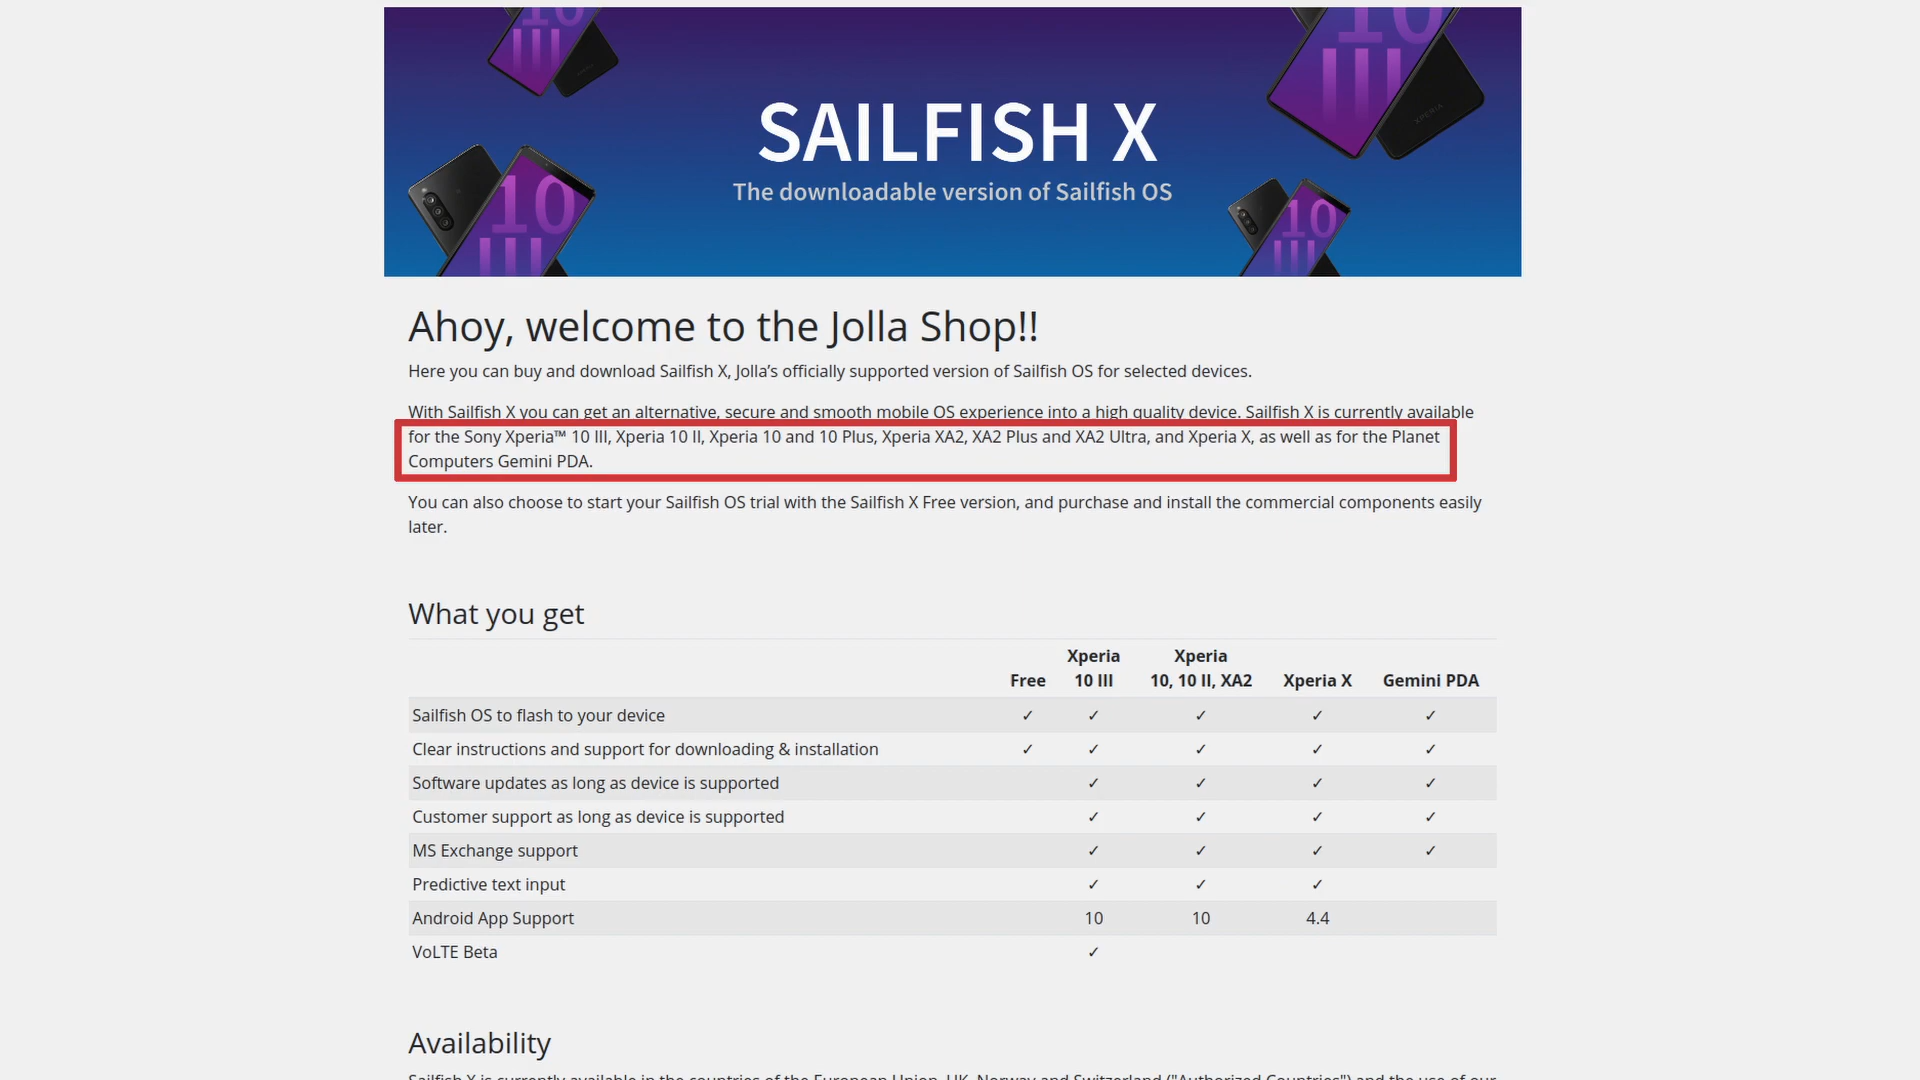 SAILFISH X
The downloadable version of Sailfish OS
Ahoy, welcome to the Jolla Shop!!
Here you can buy and download Sailfish X, Jolla’s officially supported version of Sailfish OS for selected devices.
With Sailfish X you can get an alternative, secure and smooth mobile OS experience into a high quality device. Sailfish X is currently available
for the Sony Xperia™ 10 III, Xperia 10 II, Xperia 10 and 10 Plus, Xperia XA2, XA2 Plus and XA2 Ultra, and Xperia X, as well as for the Planet
Computers Gemini PDA.
You can also choose to start your Sailfish OS trial with the Sailfish X Free version, and purchase and install the commercial components easily
later.
What you get
Free Xperia 10 III Xperia 10, 10 II, XA2 Xperia X Gemini PDA
Sailfish OS to flash to your device ✓ ✓ ✓ ✓ ✓
Clear instructions and support for downloading & installation ✓ ✓ ✓ ✓ ✓
Software updates as long as device is supported ✓ ✓ ✓ ✓
Customer support as long as device is supported ✓ ✓ ✓ ✓
MS Exchange support ✓ ✓ ✓ ✓
Predictive text input ✓ ✓ ✓
Android App Support 10 10 4.4
VoLTE Beta ✓
Availability
Sailfish X is currently available in the countries of the European Union, UK, Norway and Switzerland ("Authorized Countries") and the use of our
10
III
10
III
10
III
10
III
XPERIA